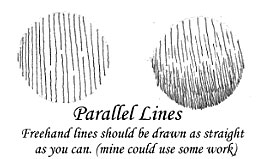 Parallel Lines
Freehand lines should be drawn as straight
as you can. (mine could use some work)